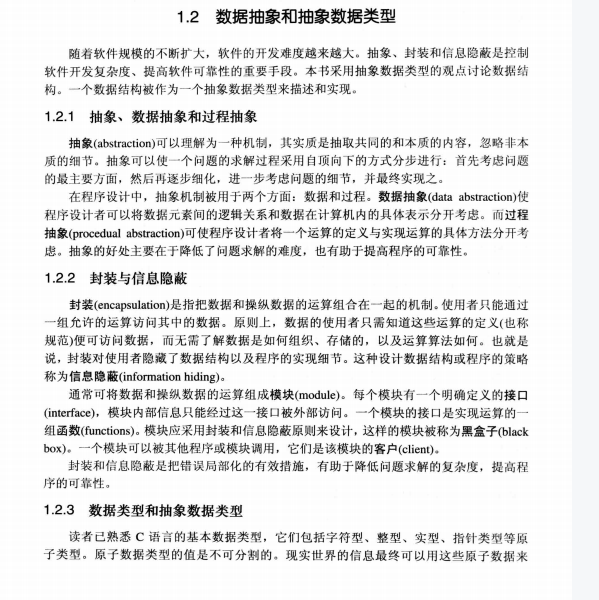 1.2 数据抽象和抽象数据类型
随着软件规模的不断扩大，软件的开发难度越来越大。抽象、封装和信息隐蔽是控制
软件开发复杂度、提高软件可靠性的重要手段。本书采用抽象数据类型的观点讨论数据结
构。一个数据结构被作为一个抽象数据类型来描述和实现。
1.2.1 抽象、数据抽象和过程抽象
抽象(abstraction)可以理解为一种机制，其实质是抽取共同的和本质的内容，忽略非本
质的细节。抽象可以使一个问题的求解过程采用自顶向下的方式分步进行：首先考虑问题
的最主要方面，然后再逐步细化，进一步考虑问题的细节，并最终实现之。
在程序设计中，抽象机制被用于两个方面：数据和过程。数据抽象(data abstraction)使
程序设计者可以将数据元素间的逻辑关系和数据在计算机内的具体表示分开考虑。而过程
抽象(procedual abstraction)可使程序设计者将一个运算的定义与实现运算的具体方法分开考
虑。抽象的好处主要在于降低了问题求解的难度，也有助于提高程序的可靠性。
1.2.2 封装与信息隐蔽
封装(encapsulation)是指把数据和操纵数据的运算组合在一起的机制。使用者只能通过
一组允许的运算访问其中的数据。原则上，数据的使用者只需知道这些运算的定义(也称
规范)便可访问数据，而无需了解数据是如何组织、存储的，以及运算算法如何。也就是
说，封装对使用者隐藏了数据结构以及程序的实现细节。这种设计数据结构或程序的策略
称为信息隐蔽(information hiding)。
通常可将数据和操纵数据的运算组成模块(module)。每个模块有一个明确定义的接口
(interface)，模块内部信息只能经过这一接口被外部访问。一个模块的接口是实现运算的一
组函数(functions)。模块应采用封装和信息隐蔽原则来设计，这样的模块被称为黑盒子(black
box)。一个模块可以被其他程序或模块调用，它们是该模块的客户(client)。
封装和信息隐蔽是把错误局部化的有效措施，有助于降低问题求解的复杂度，提高程
序的可靠性。
1.2.3 数据类型和抽象数据类型
读者已熟悉 C 语言的基本数据类型，它们包括字符型、整型、实型、指针类型等原
子类型。原子数据类型的值是不可分割的。现实世界的信息最终可以用这些原子数据来